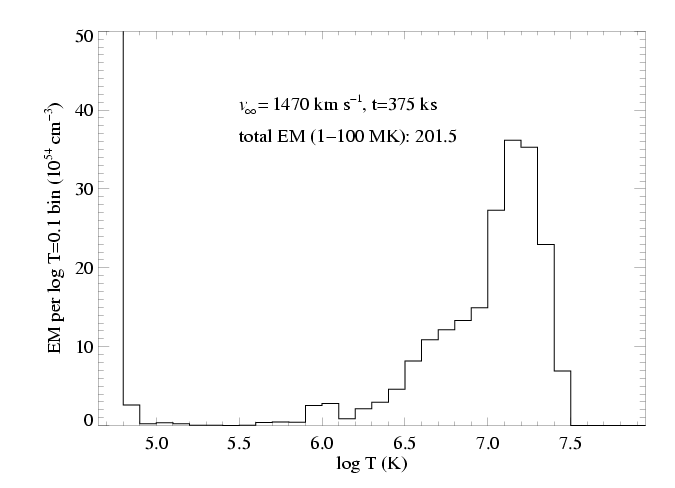 50
40
30
20
10
0
EM per log T=0.1 bin (10⁵⁴ cm⁻³)
v∞= 1470 km s⁻¹, t=375 ks
total EM (1−100 MK): 201.5
5.0 5.5 6.0 6.5 7.0 7.5
log T (K)